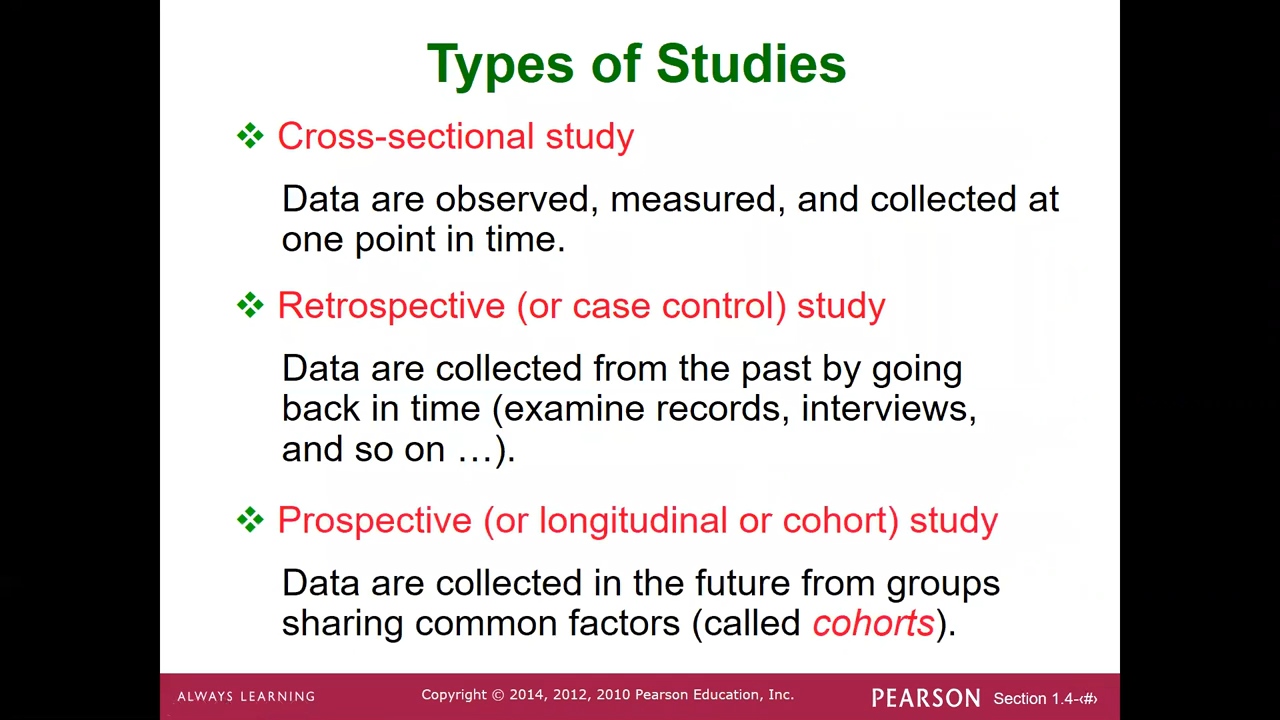 Types of Studies
Cross-sectional study
Data are observed, measured, and collected at
one point in time.
Retrospective (or case control) study
Data are collected from the past by going
back in time (examine records, interviews,
and so on …).
Prospective (or longitudinal or cohort) study
Data are collected in the future from groups
sharing common factors (called cohorts).
ALWAYS LEARNING
Copyright © 2014, 2012, 2010 Pearson Education, Inc.
PEARSON
Section 1.4-‹#›